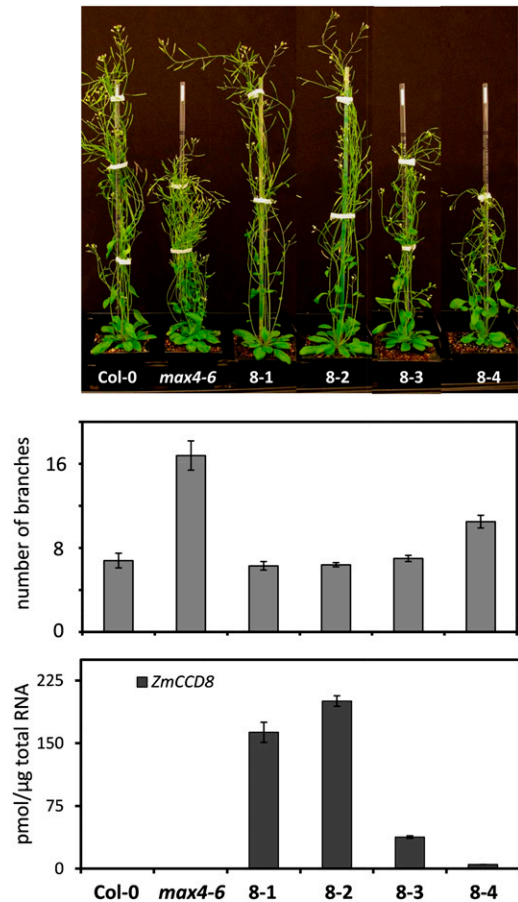 Col-0 max4-6 8-1 8-2 8-3 8-4
number of branches
16
8
0
pmol/µg total RNA
ZmCCD8
225
150
75
0
Col-0 max4-6 8-1 8-2 8-3 8-4